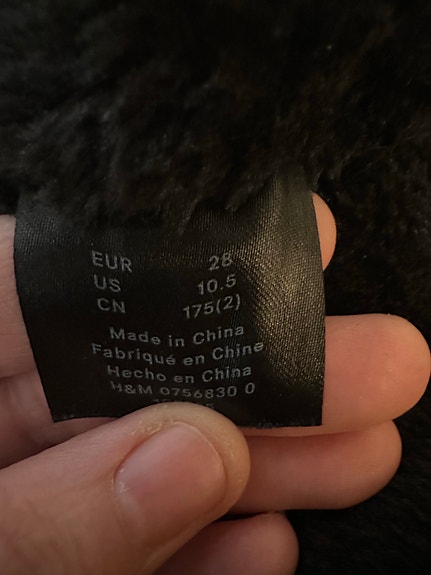 EUR 28
US 10.5
CN 175(2)
Made in China
Fabriqué en Chine
Hecho en China
H&M 0756830 0